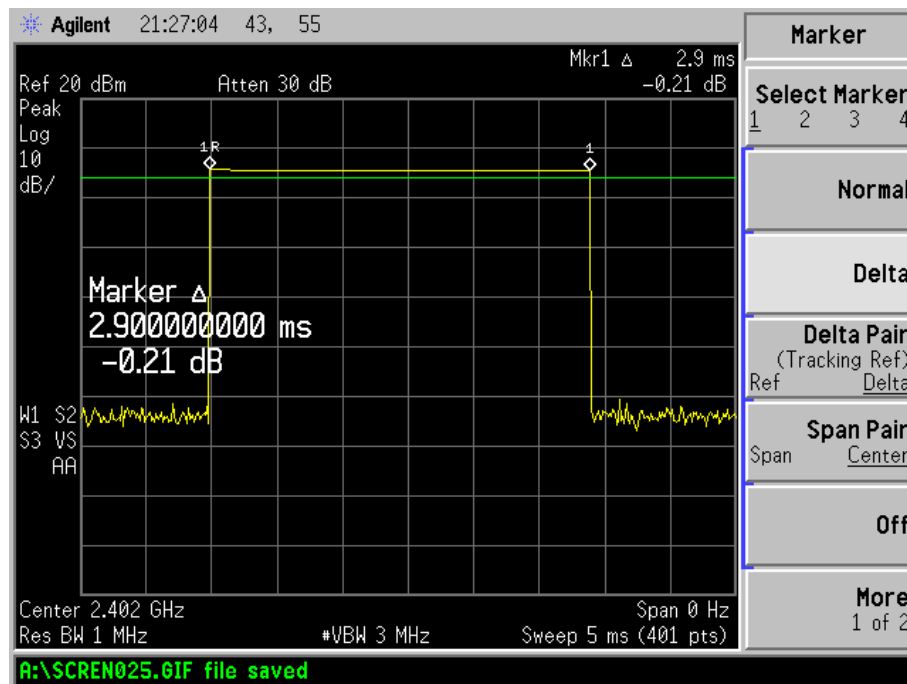 Agilent 21:27:04 43, 55
Mkr1 Δ 2.9 ms
Ref 20 dBm Atten 30 dB -0.21 dB
Peak
Log
10
dB/
1R
1
Marker Δ
2.900000000 ms
-0.21 dB
W1 S2
S3 VS
AA
Center 2.402 GHz Span 0 Hz
Res BW 1 MHz #VBW 3 MHz Sweep 5 ms (401 pts)
A:\SCREN025.GIF file saved
Marker
Select Marker
1 2 3 4
Normal
Delta
Delta Pair
(Tracking Ref)
Ref Delta
Span Pair
Span Center
Off
More
1 of 2